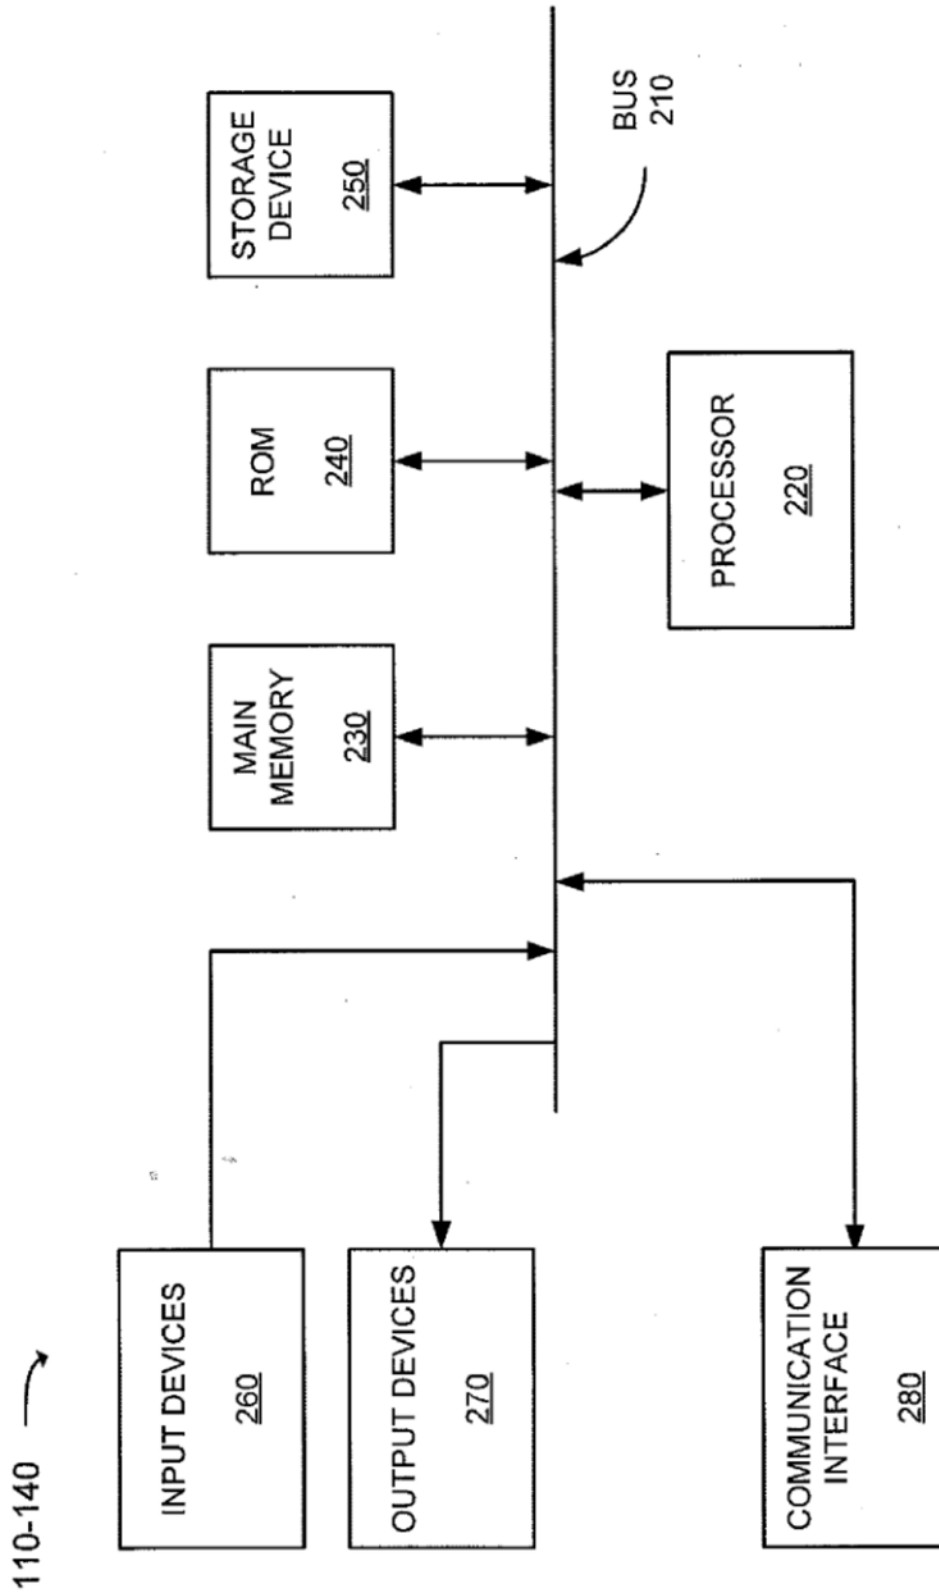 110-140
INPUT DEVICES
260
OUTPUT DEVICES
270
COMMUNICATION
INTERFACE
280
MAIN
MEMORY
230
ROM
240
STORAGE
DEVICE
250
PROCESSOR
220
BUS
210